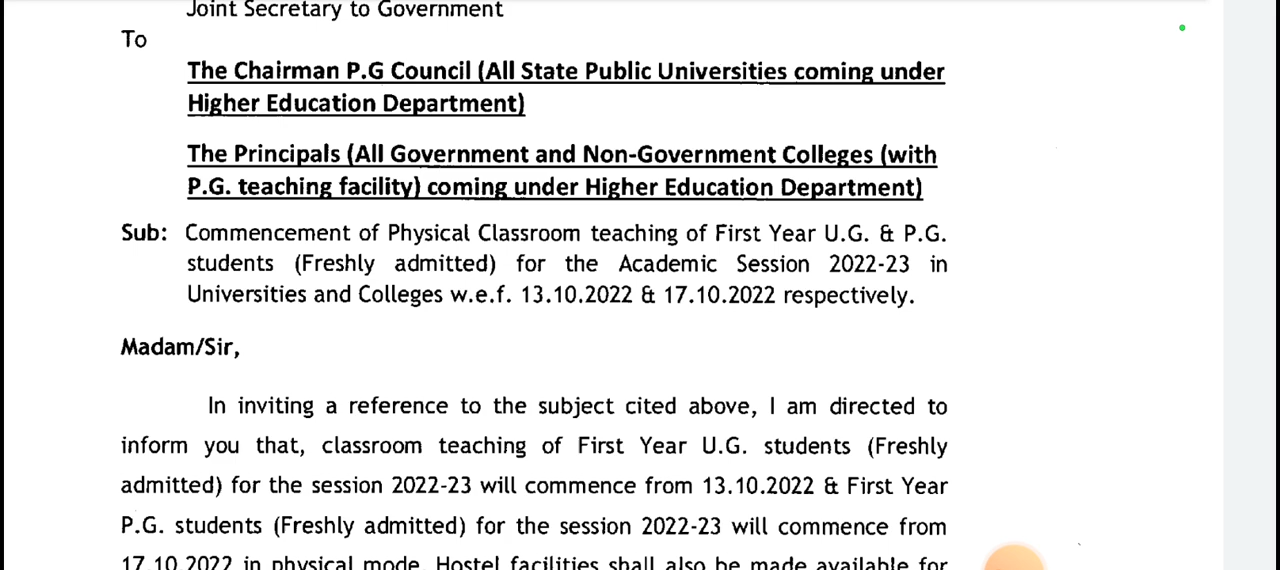 Joint Secretary to Government
To
The Chairman P.G Council (All State Public Universities coming under
Higher Education Department)
The Principals (All Government and Non-Government Colleges (with
P.G. teaching facility) coming under Higher Education Department)
Sub: Commencement of Physical Classroom teaching of First Year U.G. & P.G.
students (Freshly admitted) for the Academic Session 2022-23 in
Universities and Colleges w.e.f. 13.10.2022 & 17.10.2022 respectively.
Madam/Sir,
In inviting a reference to the subject cited above, I am directed to
inform you that, classroom teaching of First Year U.G. students (Freshly
admitted) for the session 2022-23 will commence from 13.10.2022 & First Year
P.G. students (Freshly admitted) for the session 2022-23 will commence from
17.10.2022 in physical mode. Hostel facilities shall also be made available for